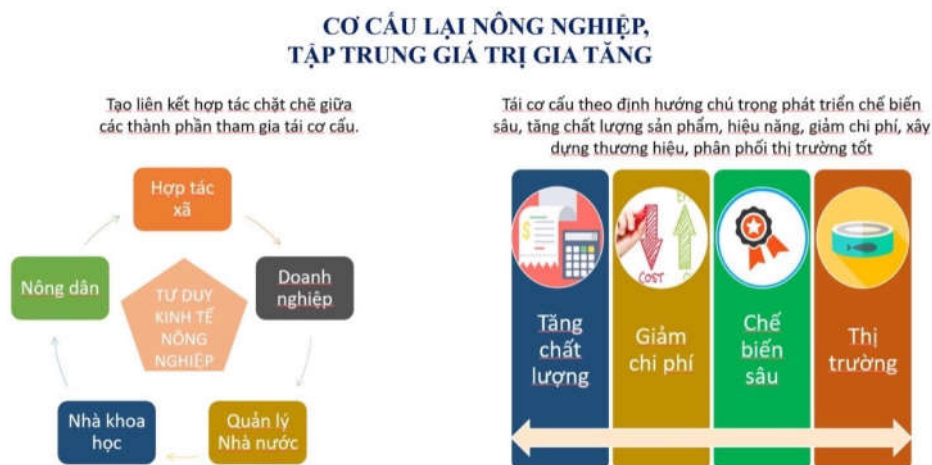 CƠ CẤU LẠI NÔNG NGHIỆP,
TẬP TRUNG GIÁ TRỊ GIA TĂNG
Tạo liên kết hợp tác chặt chẽ giữa
các thành phần tham gia tái cơ cấu.
Hợp tác
xã
Nông dân
Doanh
nghiệp
TƯ DUY
KINH TẾ
NÔNG
NGHIỆP
Nhà khoa
học
Quản lý
Nhà nước
Tái cơ cấu theo định hướng chú trọng phát triển chế biến
sâu, tăng chất lượng sản phẩm, hiệu năng, giảm chi phí, xây
dựng thương hiệu, phân phối thị trường tốt
$
COST
Tăng
chất
lượng
Giảm
chi phí
Chế
biến
sâu
Thị
trường